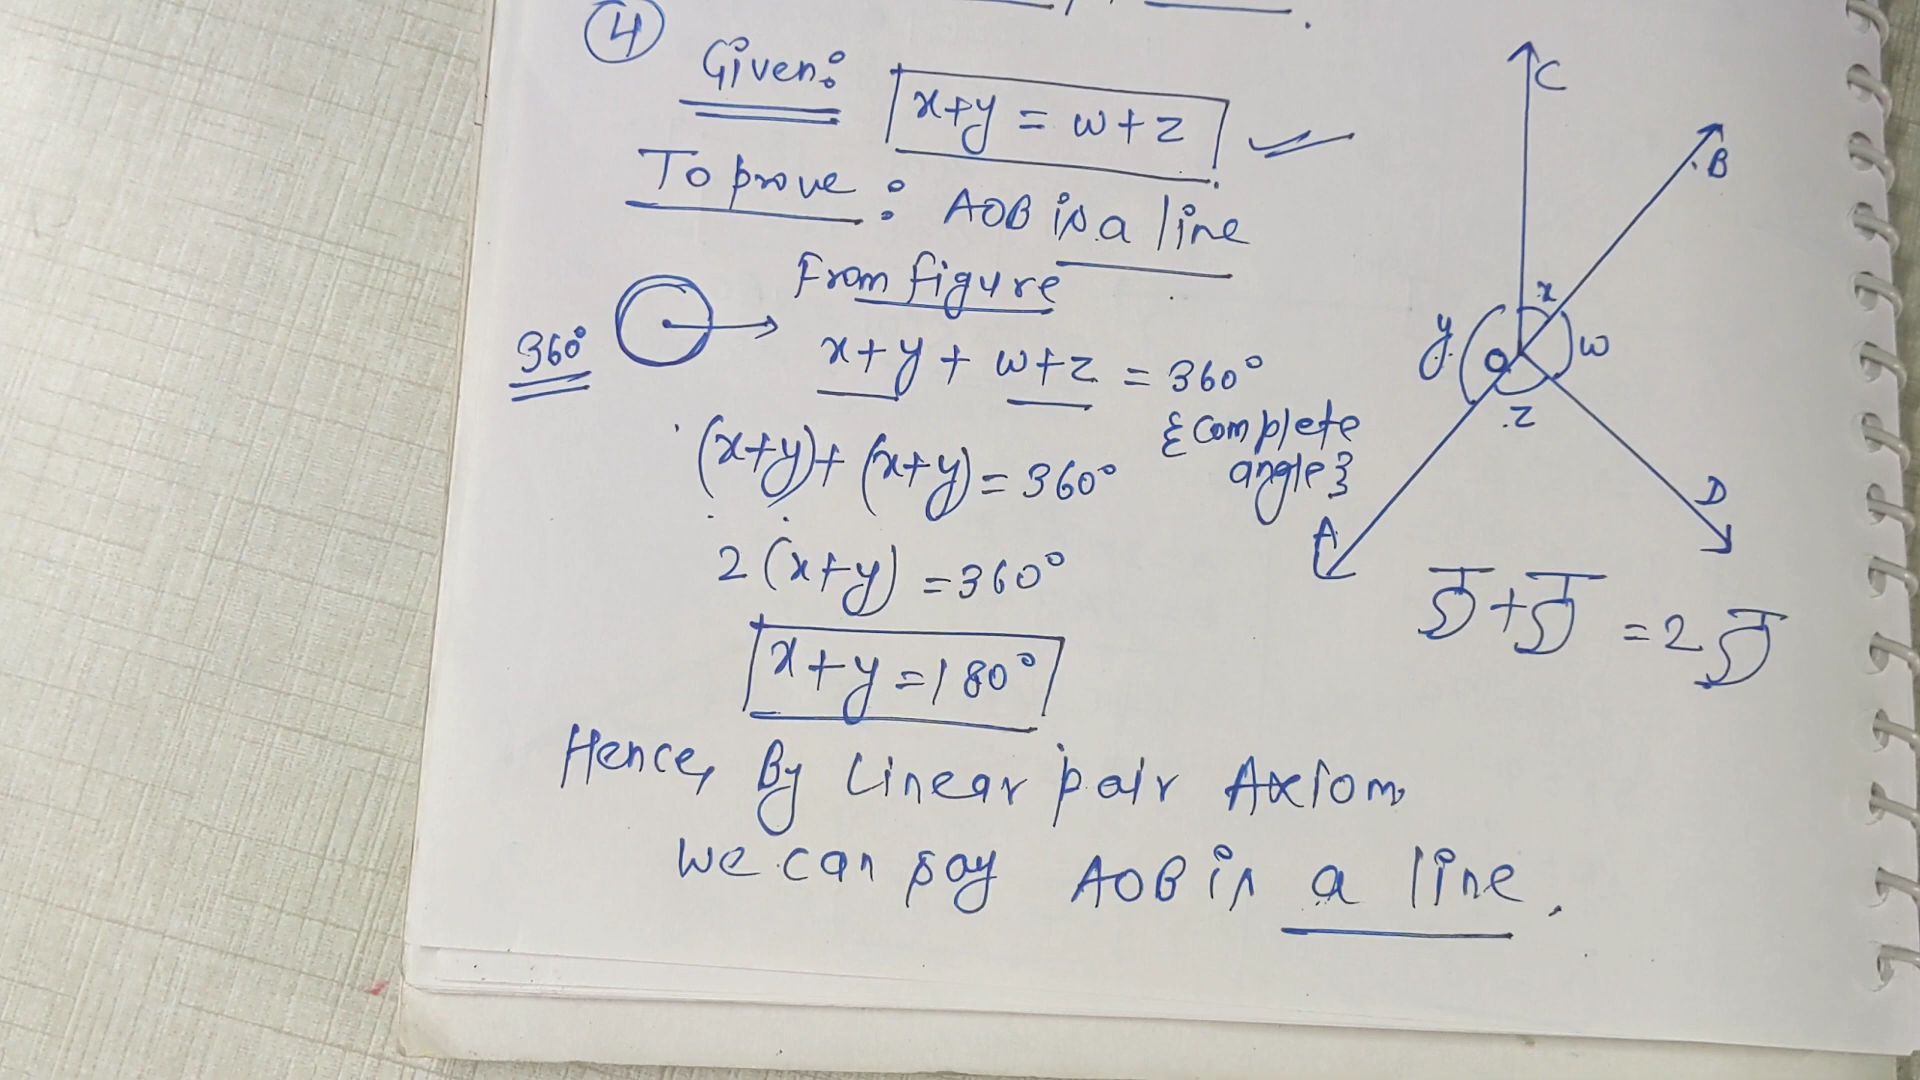 4
Given:
x+y = w+z
To prove : AOB is a line
From figure
360°
x+y + w+z = 360°
{complete
angle}
(x+y)+(x+y)=360°
2(x+y) =360°
x+y=180°
Hence, By Linear pair Axiom
we can say AOB is a line.
C
B
x
y
O
w
z
A
D
ज+ज =2ज